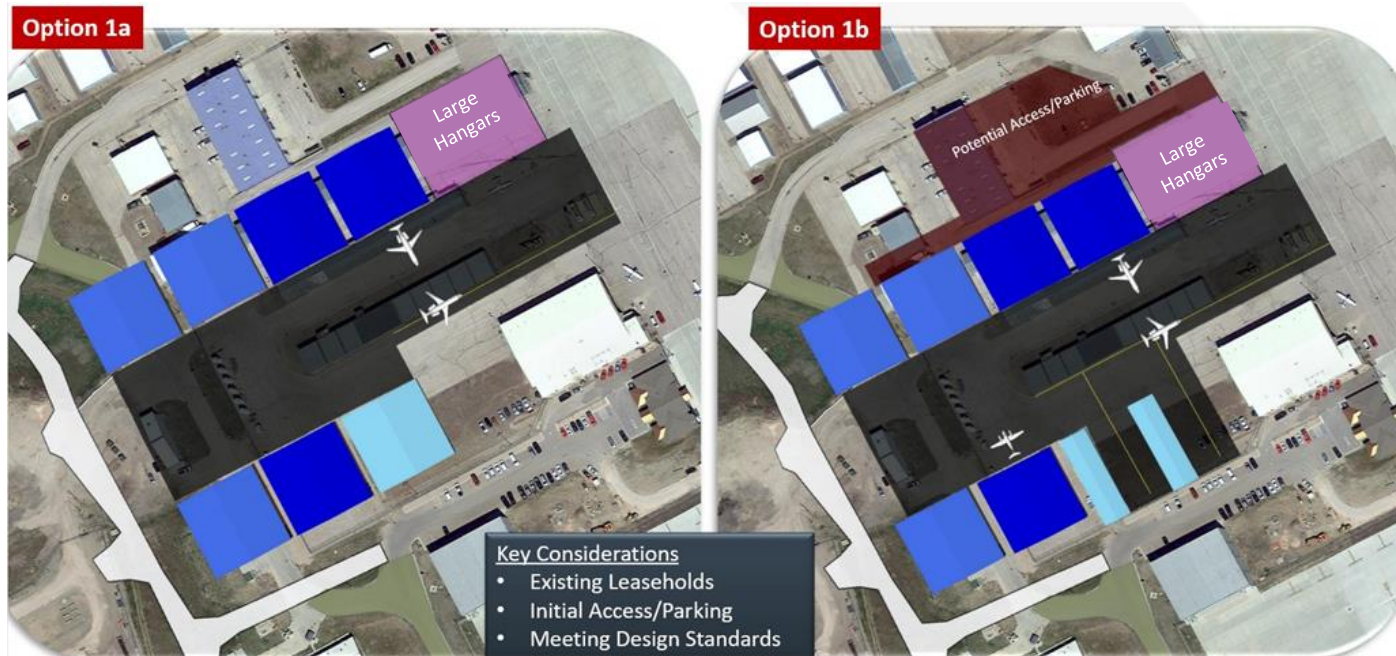 Option 1a
Large
Hangars
Option 1b
Potential Access/Parking
Large
Hangars
Key Considerations
• Existing Leaseholds
• Initial Access/Parking
• Meeting Design Standards